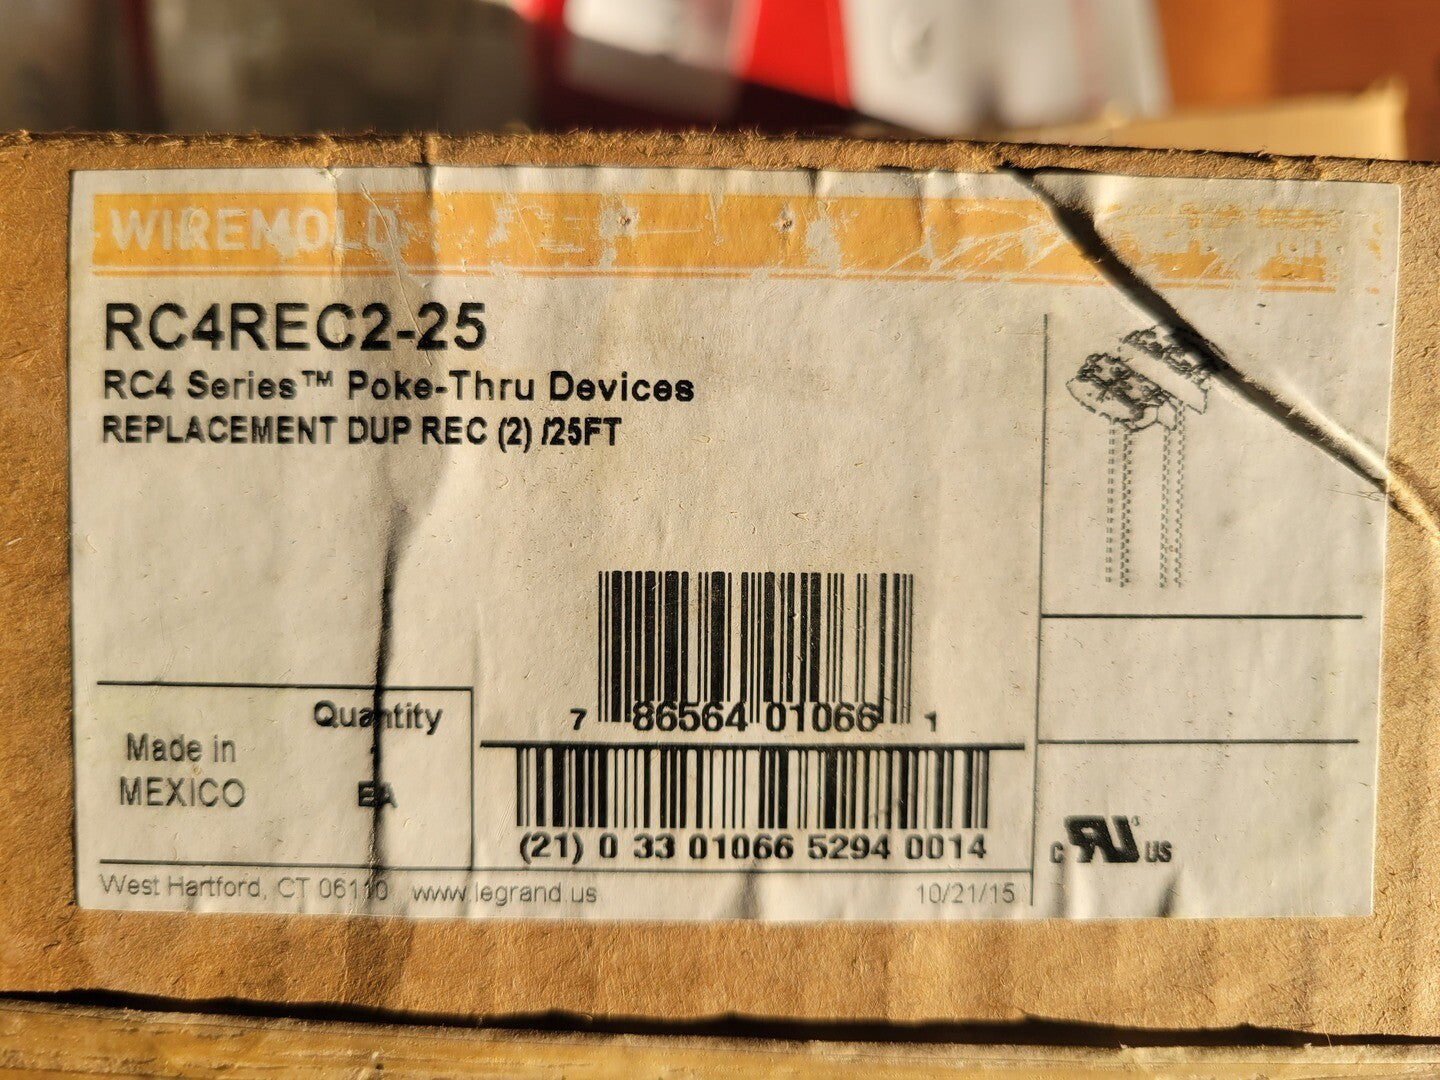 WIREMOLD
RC4REC2-25
RC4 Series™ Poke-Thru Devices
REPLACEMENT DUP REC (2) /25FT
7 86564 01066 1
Quantity
Made in
MEXICO
EA
(21) 0 33 01066 5294 0014
C RU US
West Hartford, CT 06110 www.legrand.us
10/21/15